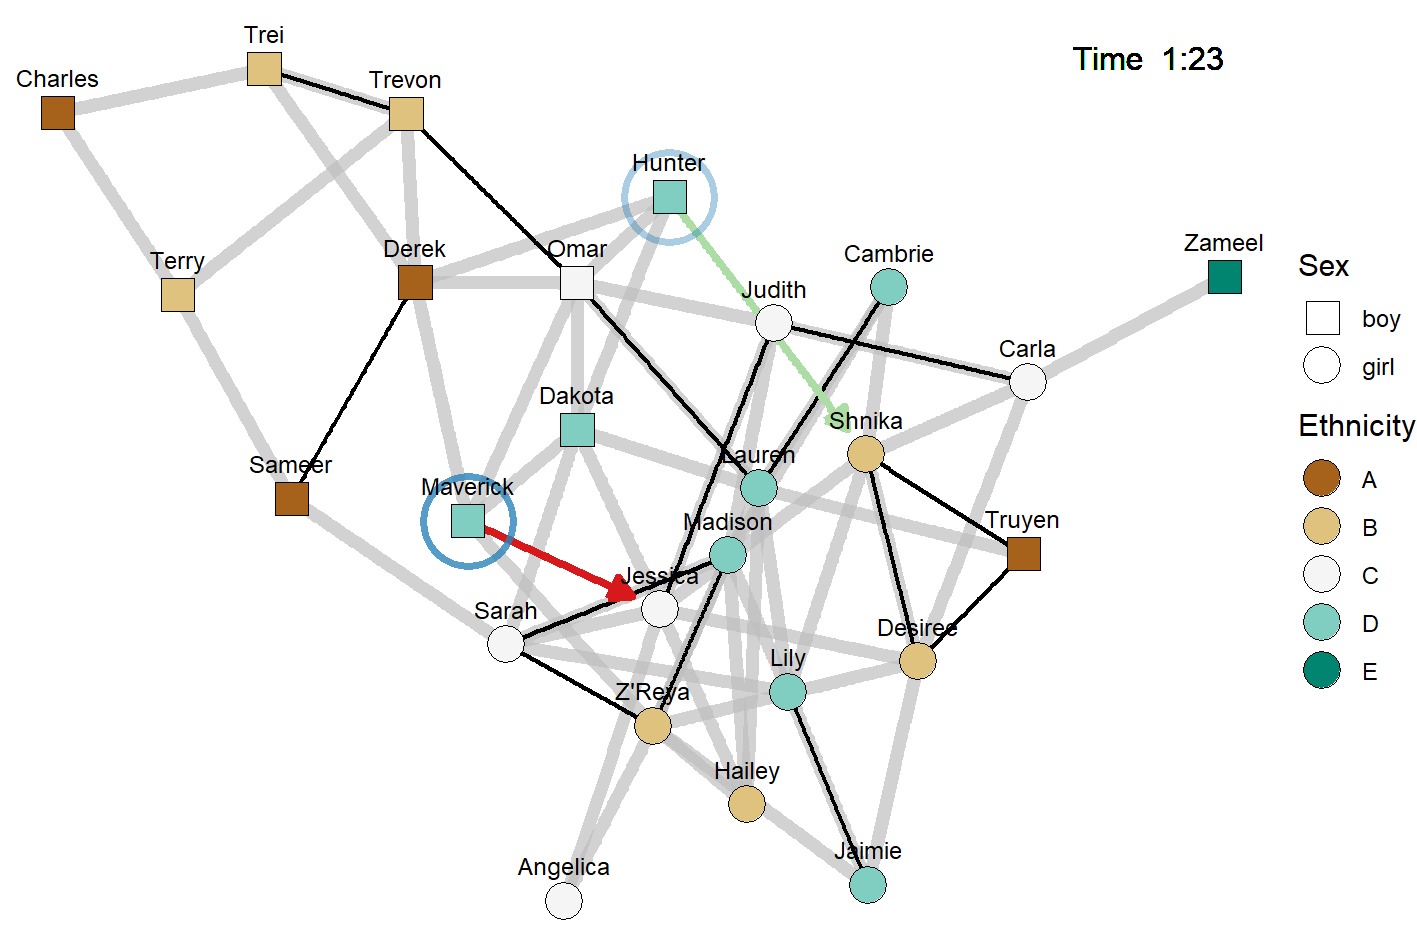 Trei
Time 1:23
Charles
Trevon
Hunter
Zameel
Derek
Omar
Cambrie
Terry
Sex
Judith
boy
Carla
girl
Dakota
Shnika
Ethnicity
Lauren
Sameer
A
Maverick
Madison
Truyen
B
Jessica
C
Sarah
Desiree
D
Lily
Z'Reya
E
Hailey
Jaimie
Angelica